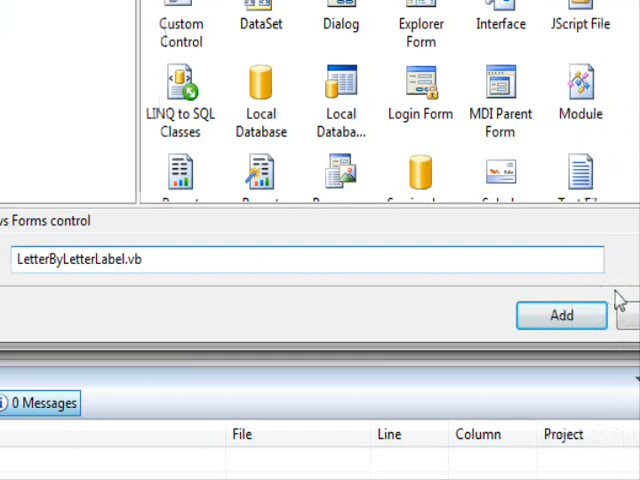 Custom Control
DataSet
Dialog
Explorer Form
Interface
JScript File
LINQ to SQL Classes
Local Database
Local Databa...
Login Form
MDI Parent Form
Module
vs Forms control
LetterByLetterLabel.vb
Add
0 Messages
File
Line
Column
Project